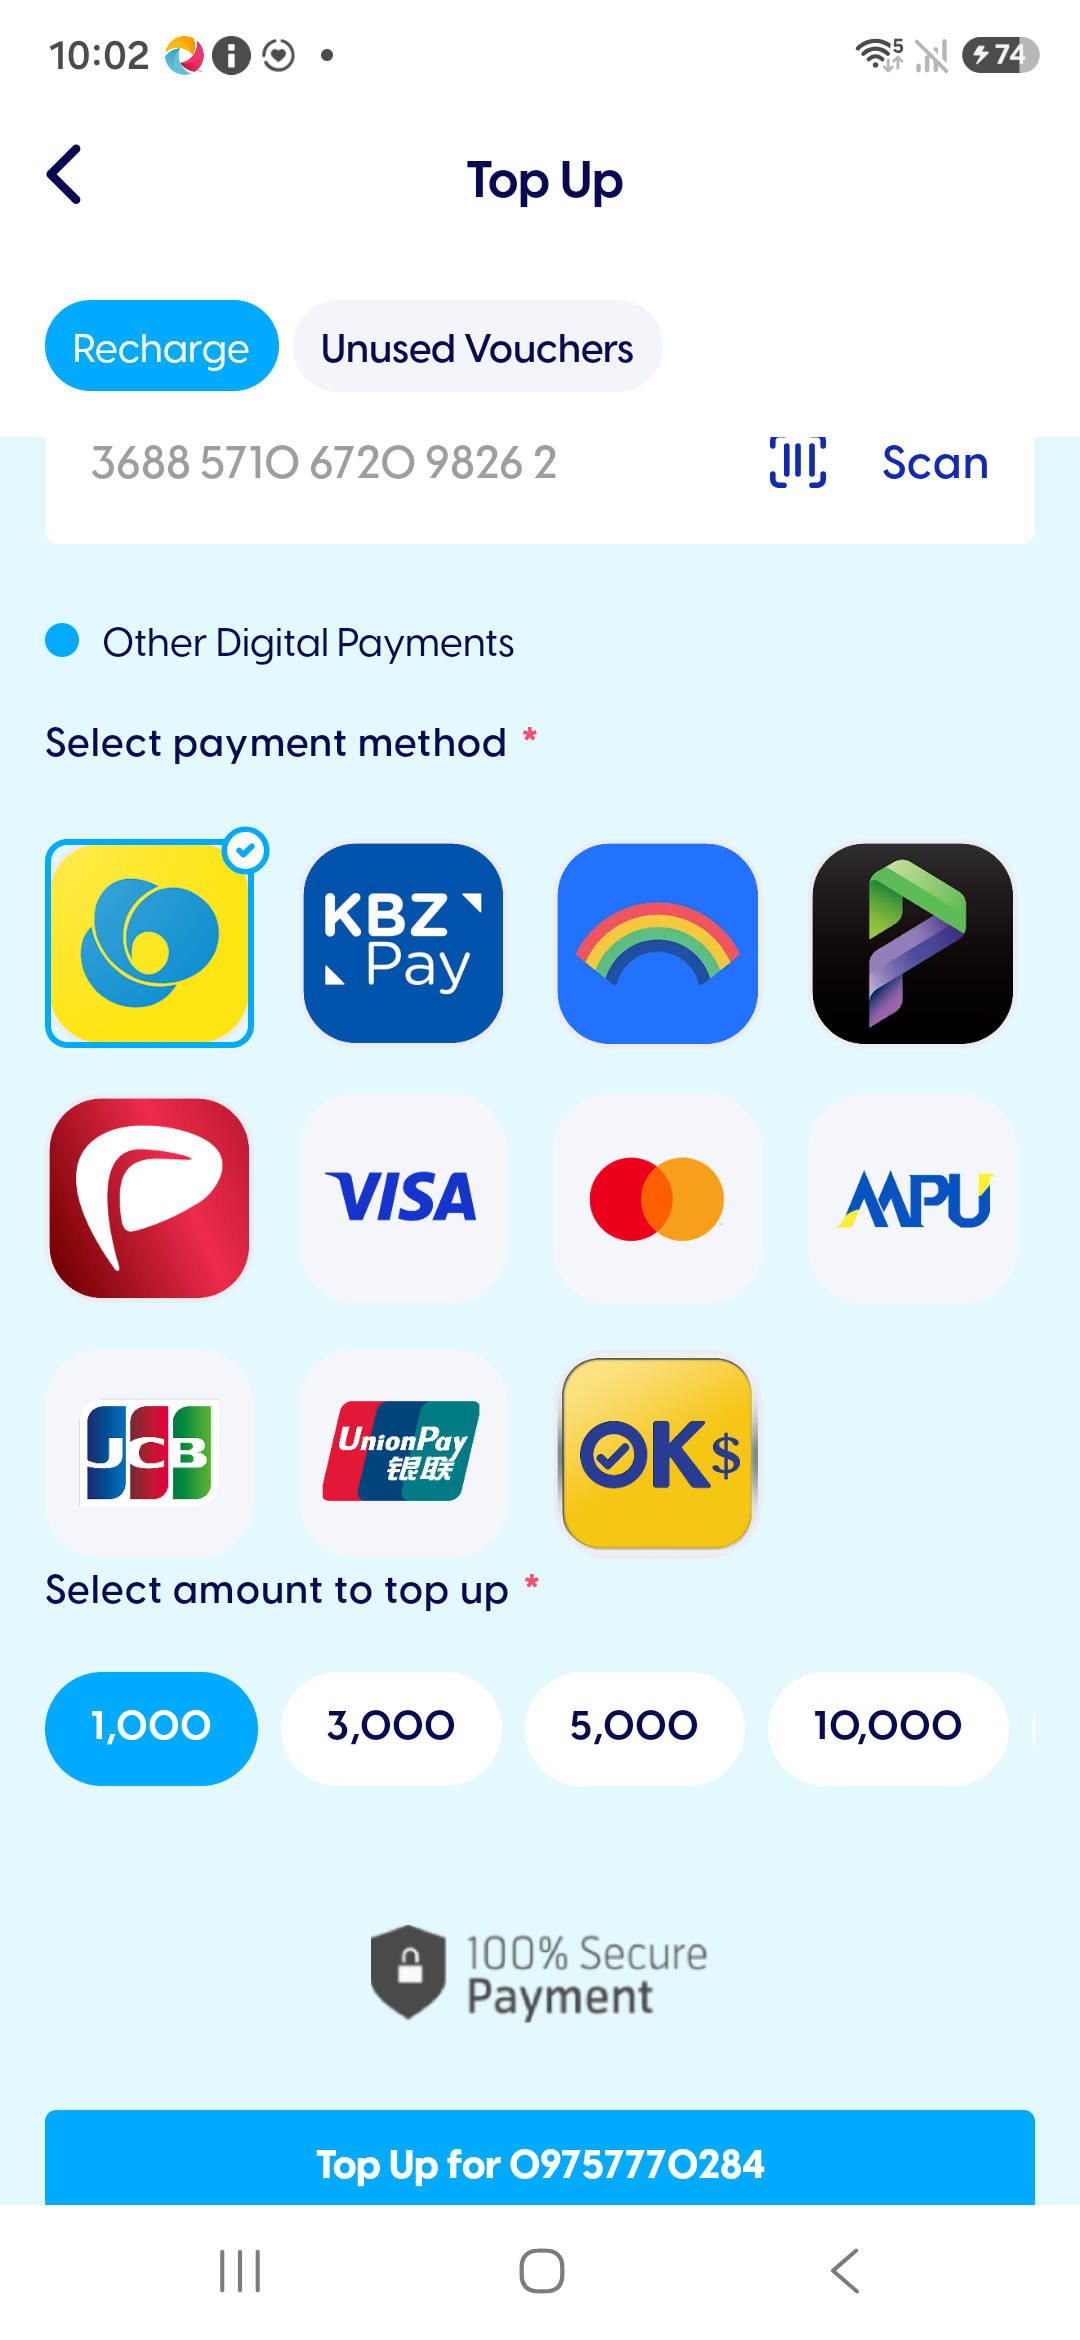 10:02
5
74
Top Up
Recharge
Unused Vouchers
3688 5710 6720 9826 2
Scan
Other Digital Payments
Select payment method *
KBZ
Pay
VISA
MPU
JCB
UnionPay
银联
OK$
Select amount to top up *
1,000
3,000
5,000
10,000
100% Secure
Payment
Top Up for 09757770284